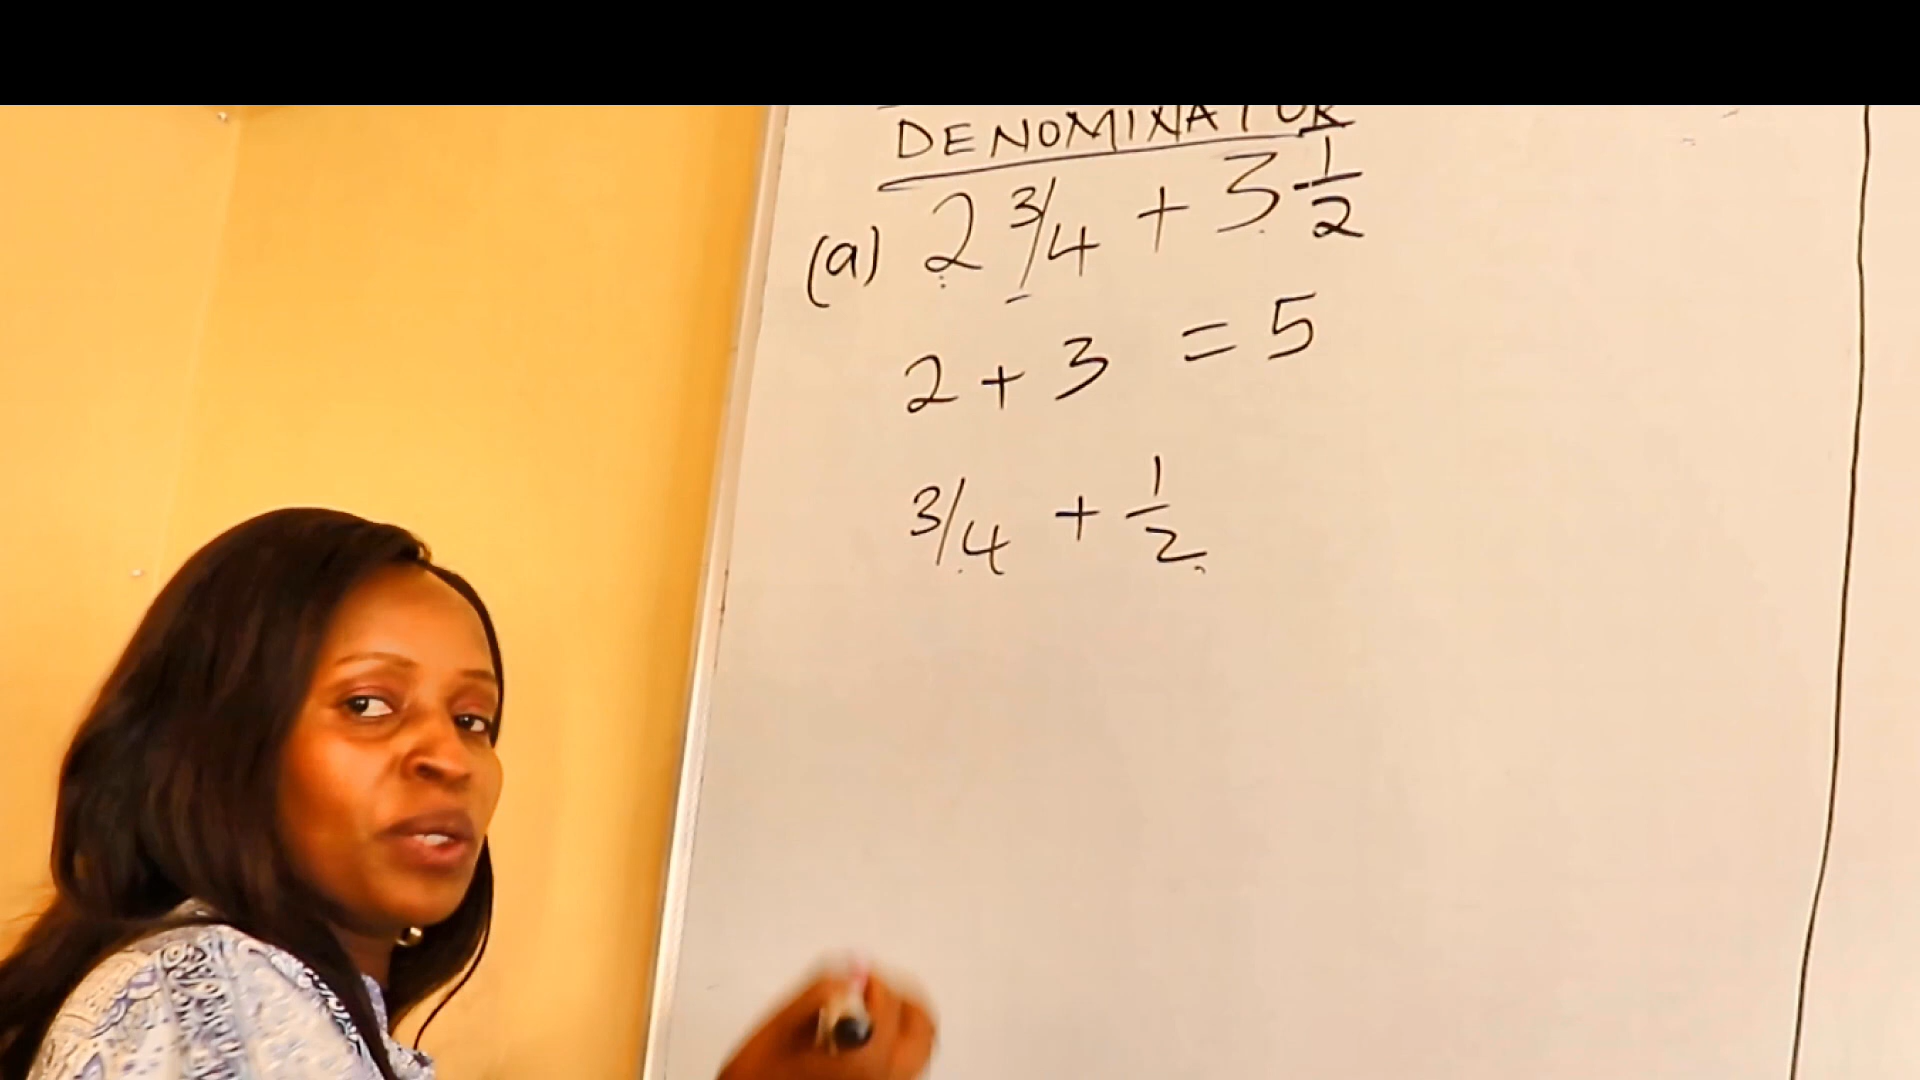 DENOMINATOR
(a) 2 3/4 + 3 1/2
2 + 3 = 5
3/4 + 1/2